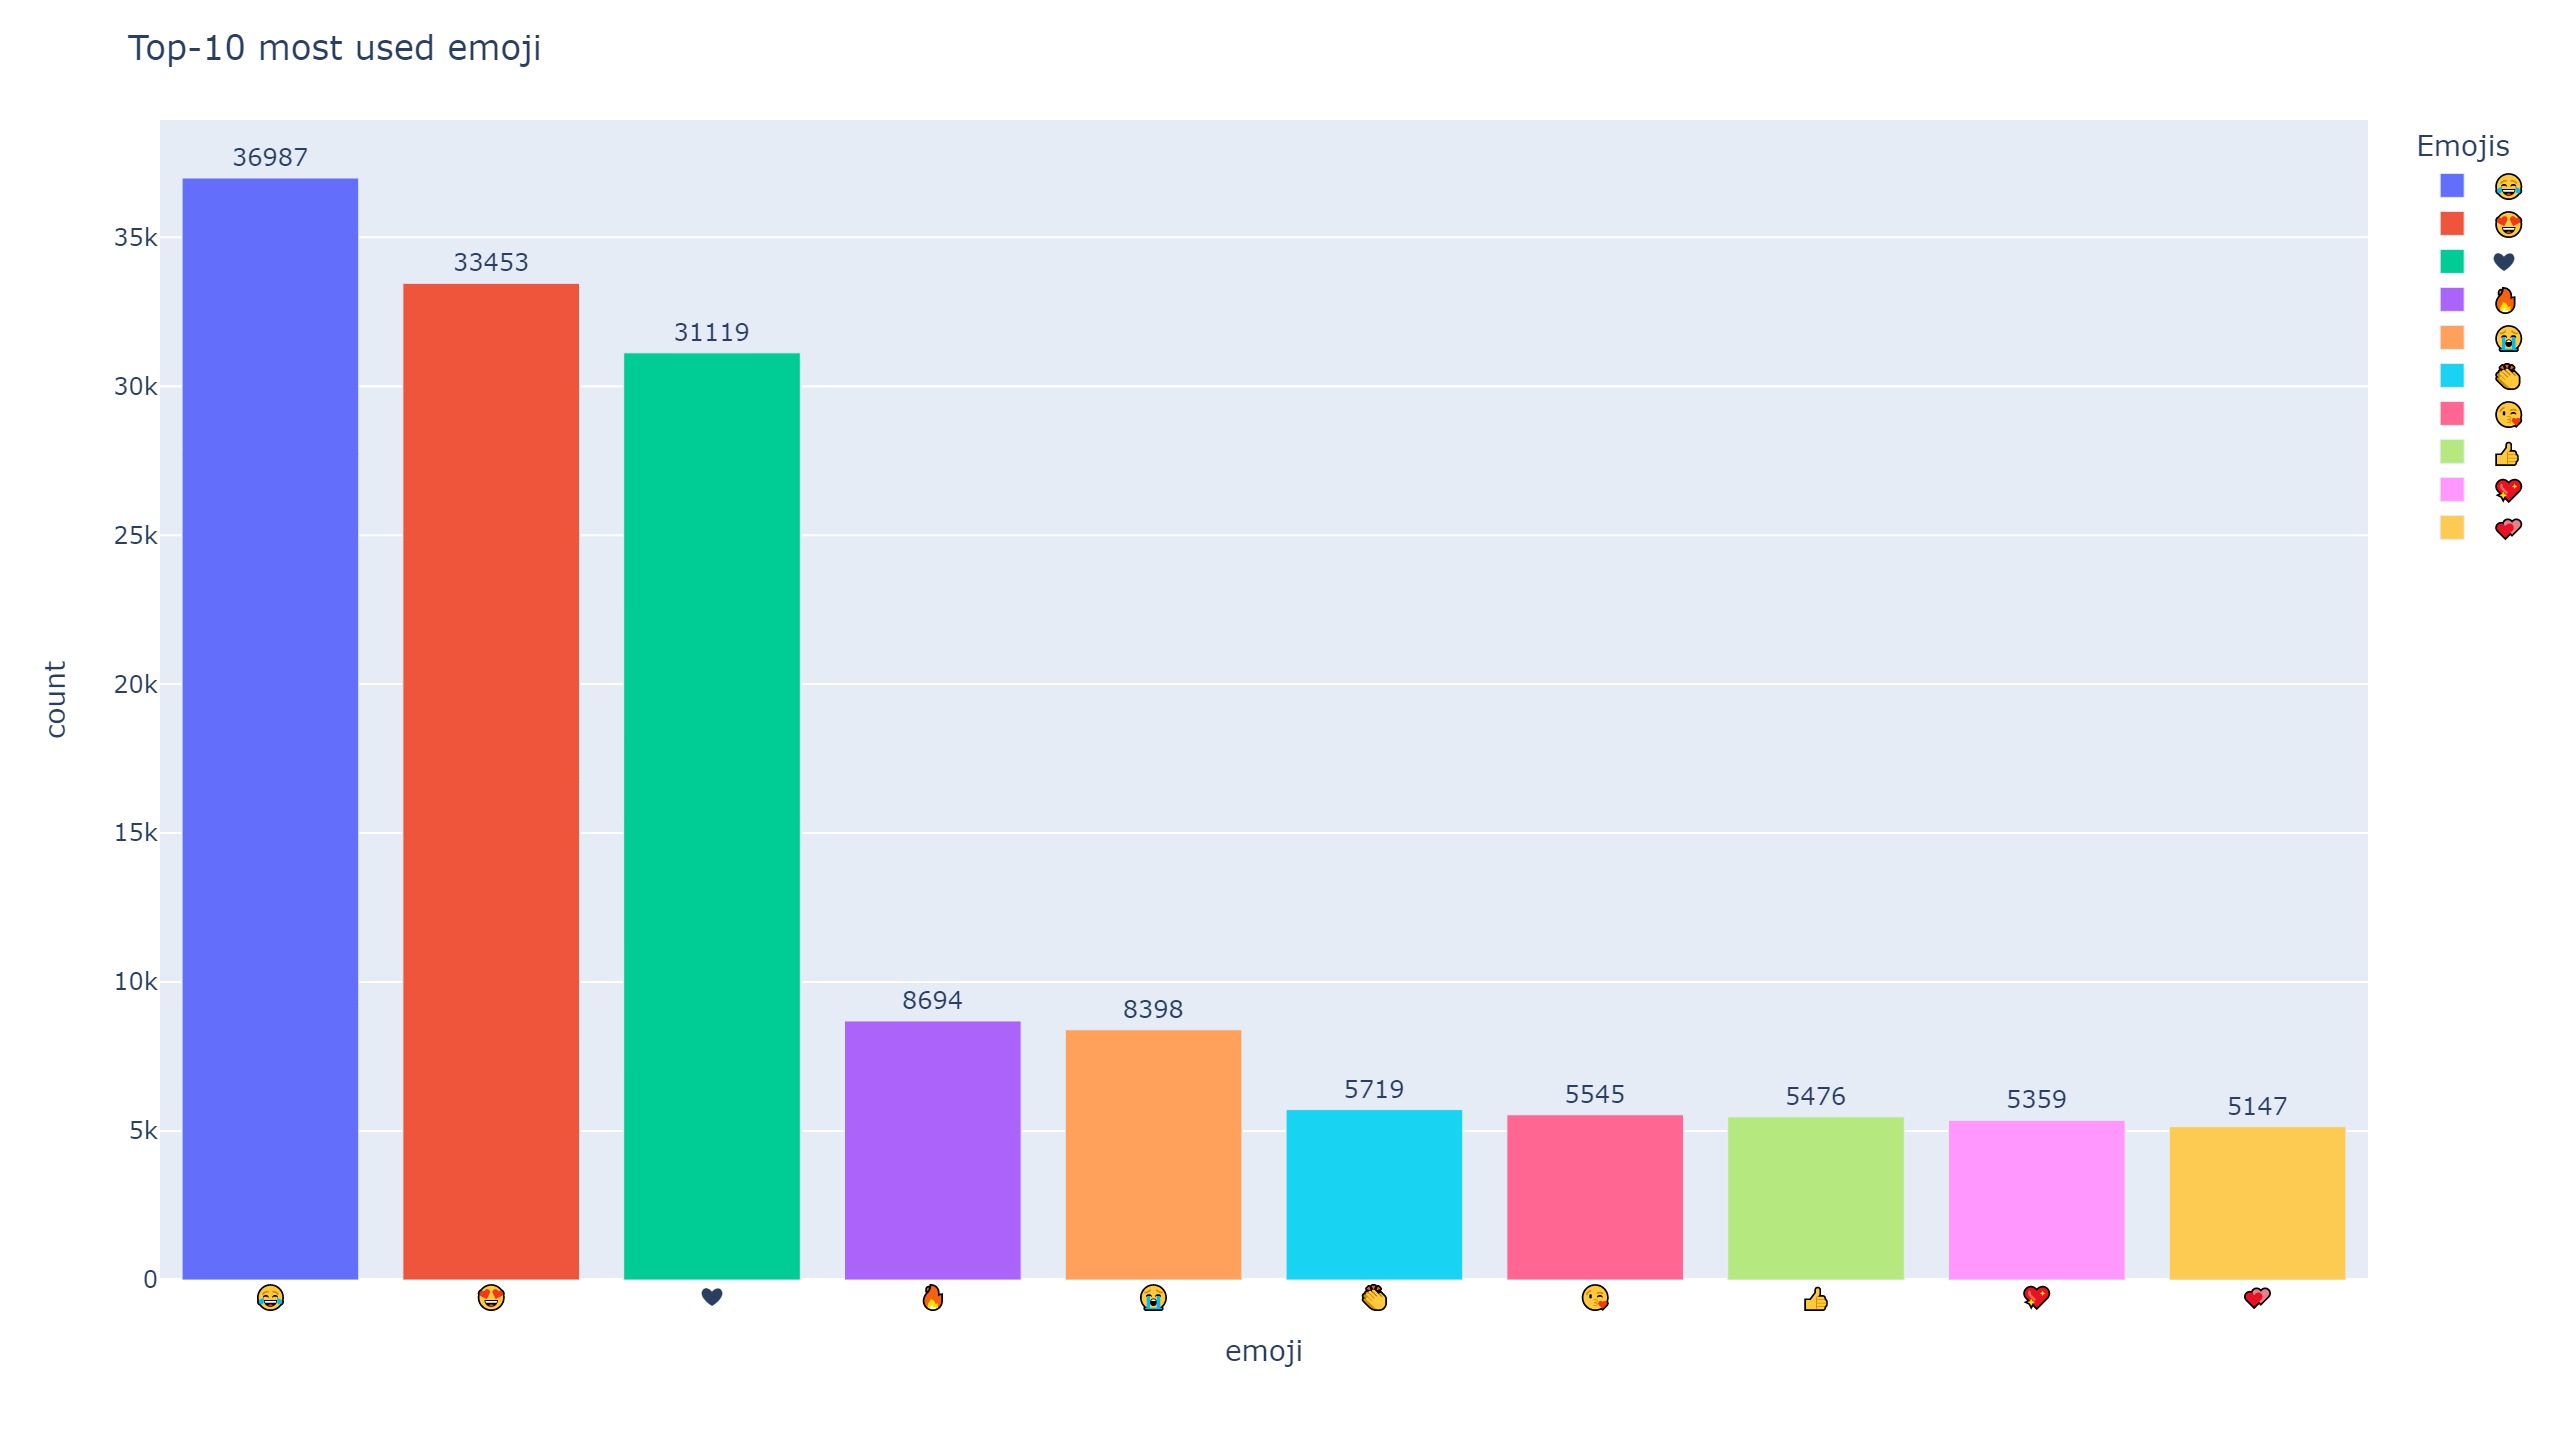 Top-10 most used emoji
36987
33453
31119
8694
8398
5719
5545
5476
5359
5147
35k
30k
25k
20k
15k
10k
5k
0
count
😂 😍 ❤ 🔥 😭 👏 😘 👍 💖 💕
emoji
Emojis
😂
😍
❤
🔥
😭
👏
😘
👍
💖
💕